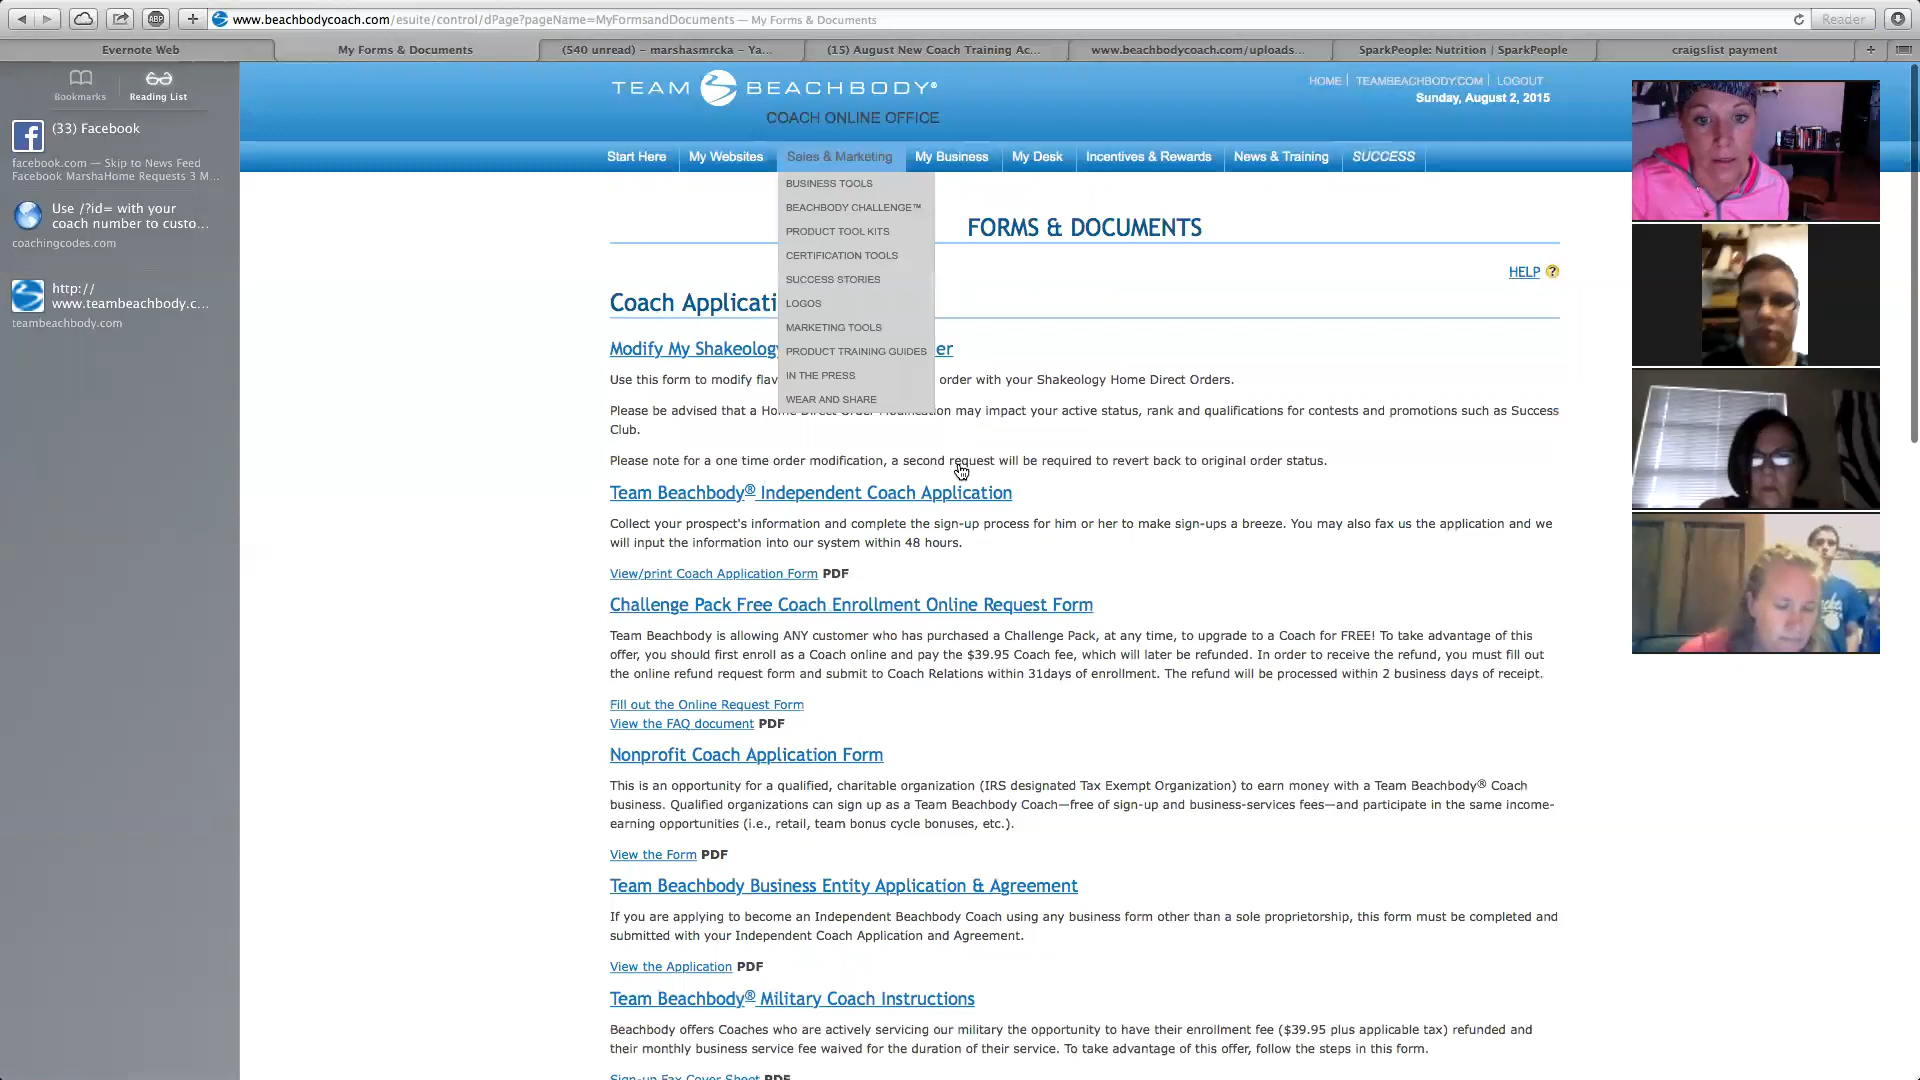 www.beachbodycoach.com/esuite/control/dPage?pageName=MyFormsandDocuments — My Forms & Documents
Reader
Evernote Web
My Forms & Documents
(540 unread) – marshasmrcka – Ya...
(15) August New Coach Training Ac...
www.beachbodycoach.com/uploads...
SparkPeople: Nutrition | SparkPeople
craigslist payment
Bookmarks
Reading List
(33) Facebook
facebook.com — Skip to News Feed
Facebook MarshaHome Requests 3 M...
Use /?id= with your
coach number to custo...
coachingcodes.com
http://
www.teambeachbody.c...
teambeachbody.com
TEAM BEACHBODY®
COACH ONLINE OFFICE
HOME | TEAMBEACHBODY.COM | LOGOUT
Sunday, August 2, 2015
Start Here
My Websites
Sales & Marketing
My Business
My Desk
Incentives & Rewards
News & Training
SUCCESS
BUSINESS TOOLS
BEACHBODY CHALLENGE™
PRODUCT TOOL KITS
CERTIFICATION TOOLS
SUCCESS STORIES
LOGOS
MARKETING TOOLS
PRODUCT TRAINING GUIDES
IN THE PRESS
WEAR AND SHARE
FORMS & DOCUMENTS
HELP ?
Coach Applicati
Modify My Shakeology er
Use this form to modify flav order with your Shakeology Home Direct Orders.
Please be advised that a Home Direct Order Modification may impact your active status, rank and qualifications for contests and promotions such as Success
Club.
Please note for a one time order modification, a second request will be required to revert back to original order status.
Team Beachbody® Independent Coach Application
Collect your prospect's information and complete the sign-up process for him or her to make sign-ups a breeze. You may also fax us the application and we
will input the information into our system within 48 hours.
View/print Coach Application Form PDF
Challenge Pack Free Coach Enrollment Online Request Form
Team Beachbody is allowing ANY customer who has purchased a Challenge Pack, at any time, to upgrade to a Coach for FREE! To take advantage of this
offer, you should first enroll as a Coach online and pay the $39.95 Coach fee, which will later be refunded. In order to receive the refund, you must fill out
the online refund request form and submit to Coach Relations within 31days of enrollment. The refund will be processed within 2 business days of receipt.
Fill out the Online Request Form
View the FAQ document PDF
Nonprofit Coach Application Form
This is an opportunity for a qualified, charitable organization (IRS designated Tax Exempt Organization) to earn money with a Team Beachbody® Coach
business. Qualified organizations can sign up as a Team Beachbody Coach—free of sign-up and business-services fees—and participate in the same income-
earning opportunities (i.e., retail, team bonus cycle bonuses, etc.).
View the Form PDF
Team Beachbody Business Entity Application & Agreement
If you are applying to become an Independent Beachbody Coach using any business form other than a sole proprietorship, this form must be completed and
submitted with your Independent Coach Application and Agreement.
View the Application PDF
Team Beachbody® Military Coach Instructions
Beachbody offers Coaches who are actively servicing our military the opportunity to have their enrollment fee ($39.95 plus applicable tax) refunded and
their monthly business service fee waived for the duration of their service. To take advantage of this offer, follow the steps in this form.
Sign-up Fax Cover Sheet PDF